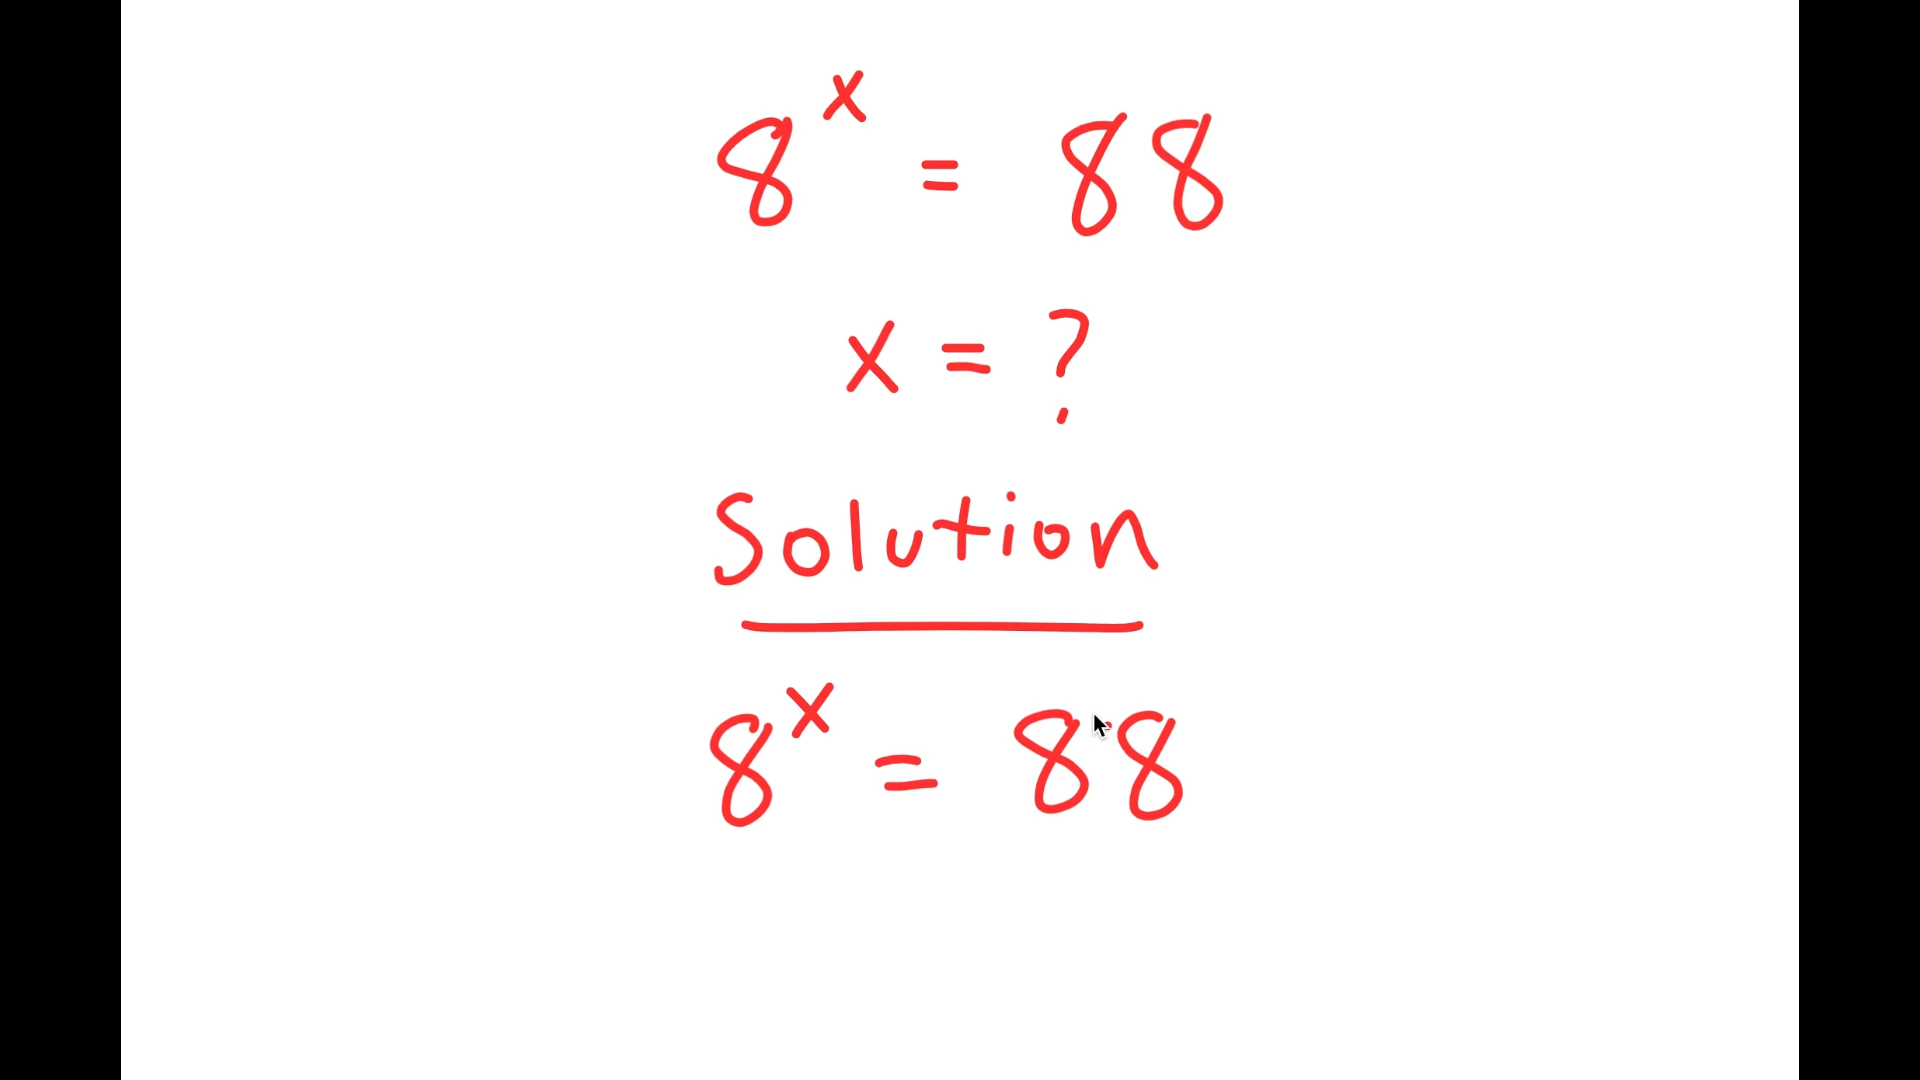 8^x = 88
x = ?
Solution
8^x = 88